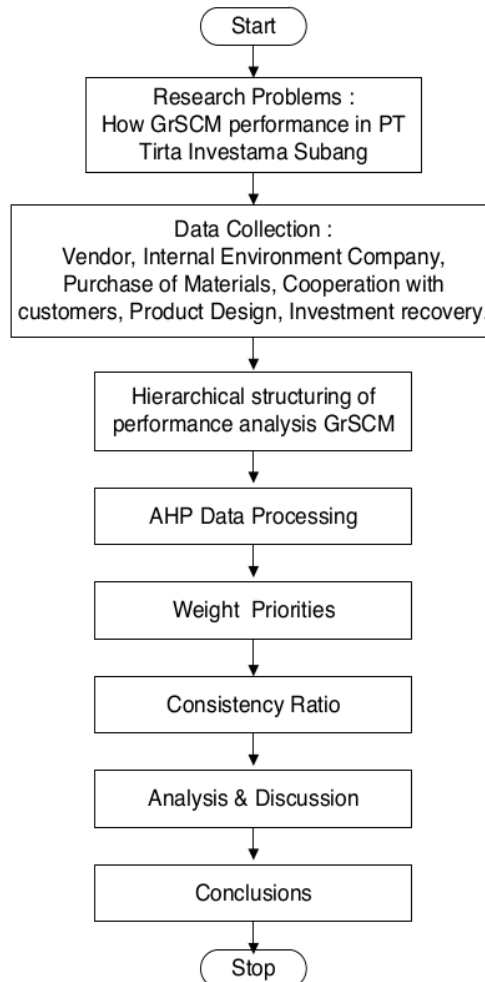 Start
Research Problems :
How GrSCM performance in PT
Tirta Investama Subang
Data Collection :
Vendor, Internal Environment Company,
Purchase of Materials, Cooperation with
customers, Product Design, Investment recovery.
Hierarchical structuring of
performance analysis GrSCM
AHP Data Processing
Weight Priorities
Consistency Ratio
Analysis & Discussion
Conclusions
Stop